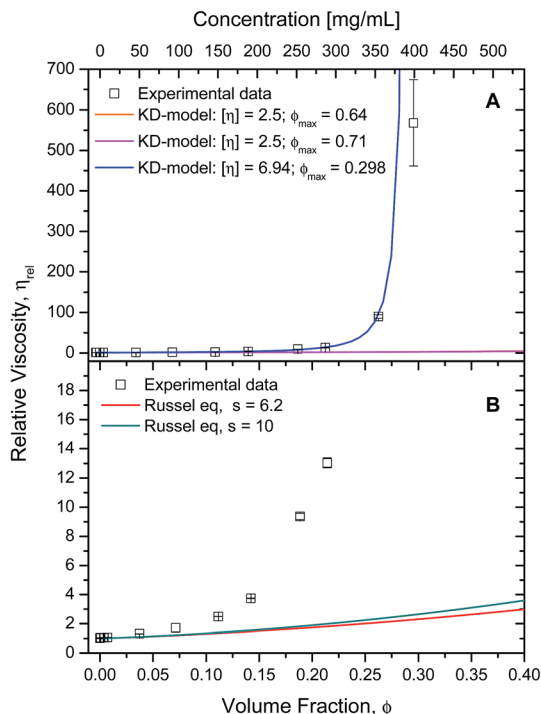 Concentration [mg/mL]
0 50 100 150 200 250 300 350 400 450 500
700
600
500
400
300
200
100
0
A
Experimental data
KD-model: [η] = 2.5; ϕmax = 0.64
KD-model: [η] = 2.5; ϕmax = 0.71
KD-model: [η] = 6.94; ϕmax = 0.298
Relative Viscosity, ηrel
18
16
14
12
10
8
6
4
2
0
B
Experimental data
Russel eq, s = 6.2
Russel eq, s = 10
0.00 0.05 0.10 0.15 0.20 0.25 0.30 0.35 0.40
Volume Fraction, ϕ